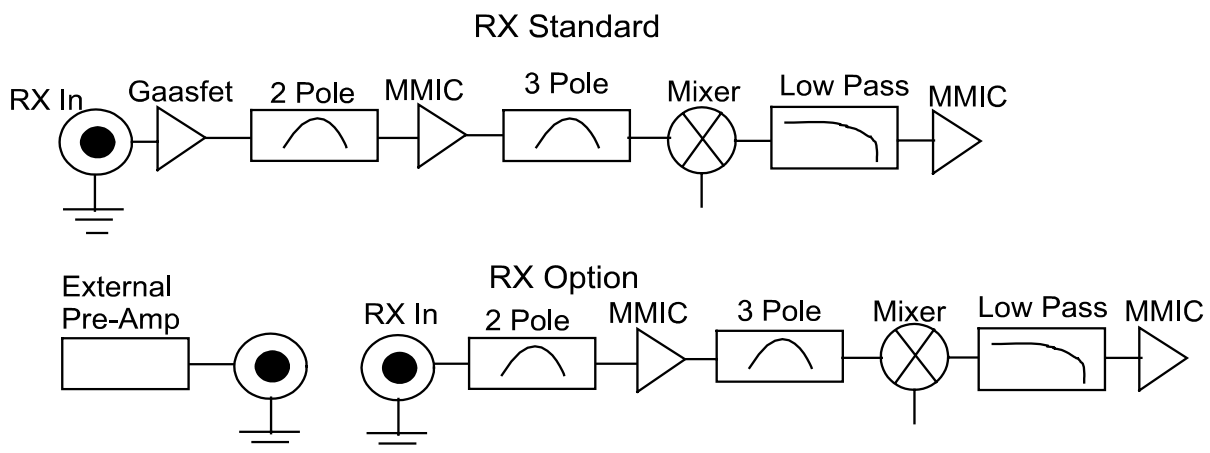 RX Standard
RX In
Gaasfet
2 Pole
MMIC
3 Pole
Mixer
Low Pass
MMIC
RX Option
External
Pre-Amp
RX In
2 Pole
MMIC
3 Pole
Mixer
Low Pass
MMIC